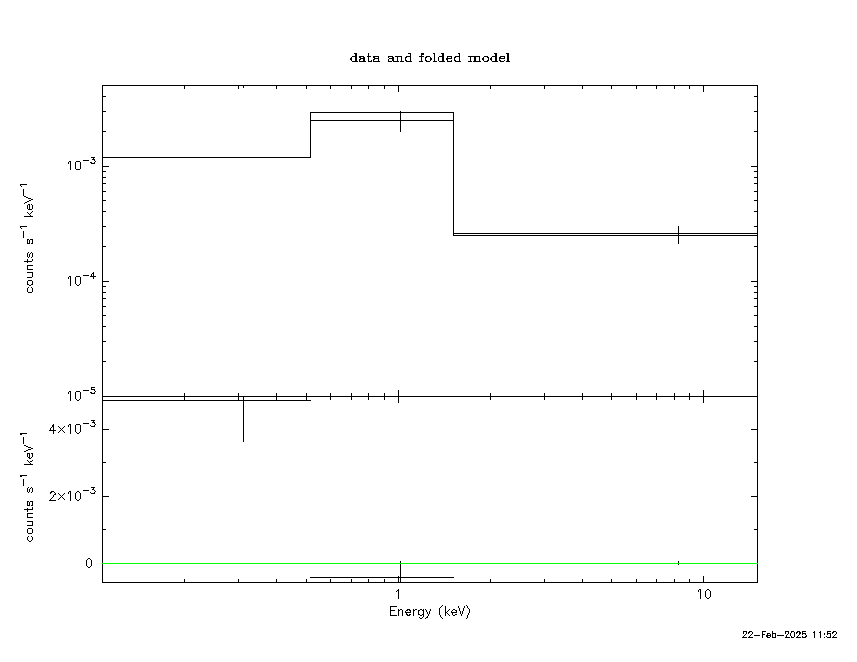 data and folded model
counts s⁻¹ keV⁻¹
10⁻³
10⁻⁴
10⁻⁵
counts s⁻¹ keV⁻¹
4×10⁻³
2×10⁻³
0
1
10
Energy (keV)
22-Feb-2025 11:52